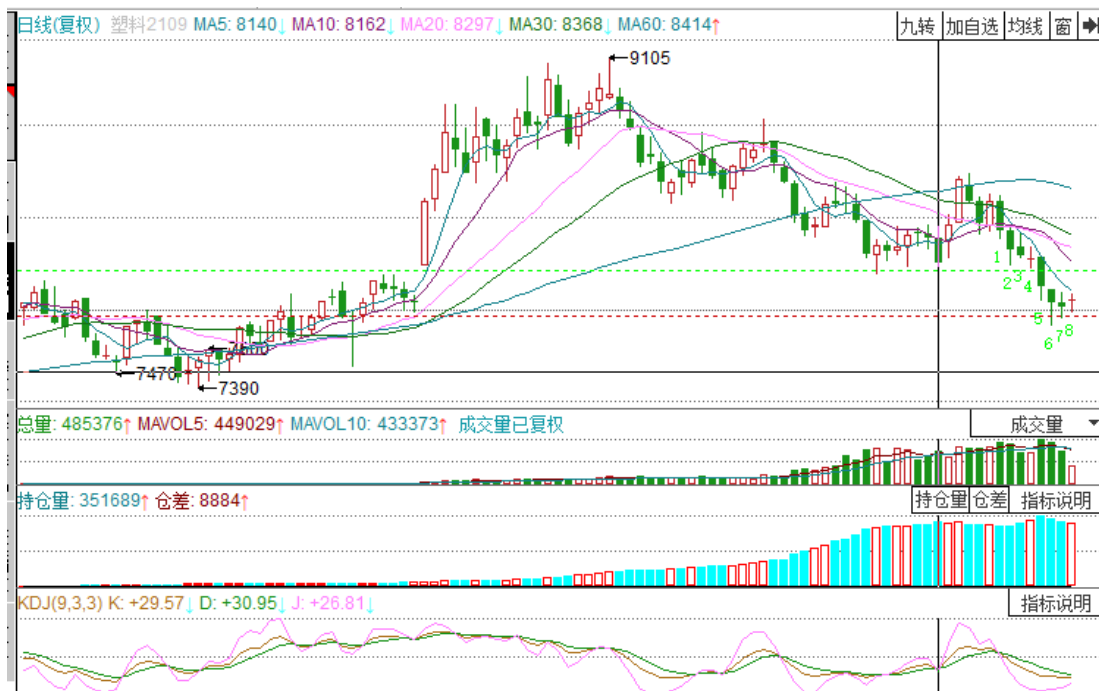 日线(复权) 塑料2109 MA5: 8140↓ MA10: 8162↓ MA20: 8297↓ MA30: 8368↓ MA60: 8414↑ 九转 加自选 均线 窗
9105
1
2 3 4
5
6 7 8
7470
7390
总量: 485376↑ MAVOL5: 449029↑ MAVOL10: 433373↑ 成交量已复权 成交量
持仓量: 351689↑ 仓差: 8884↑ 持仓量 仓差 指标说明
KDJ(9,3,3) K: +29.57↓ D: +30.95↓ J: +26.81↓ 指标说明